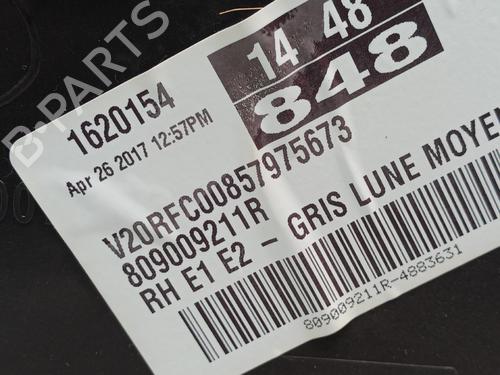 B-PARTS
14 48
848
1620154
Apr 26 2017 12:57PM
V20RFC00857975673
809009211R
RH E1 E2 - GRIS LUNE MOYEN
809009211R-4883631